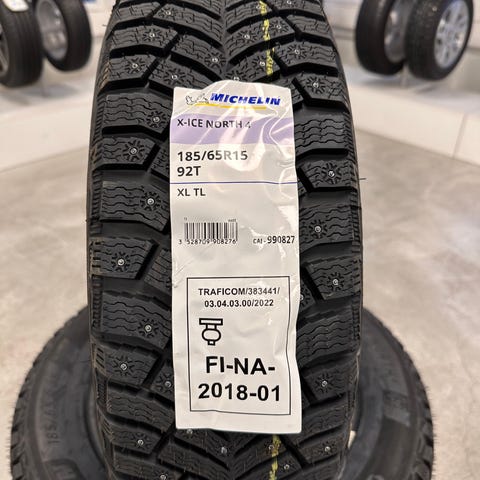 MICHELIN
X-ICE NORTH 4
185/65R15
92T
XL TL
3 528709 908276
CAI - 990827
TRAFICOM/383441/
03.04.03.00/2022
FI-NA-
2018-01